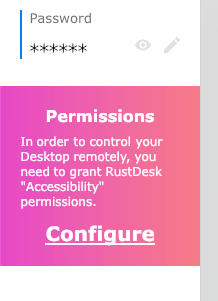 Password
******
Permissions
In order to control your
Desktop remotely, you
need to grant RustDesk
"Accessibility"
permissions.
Configure